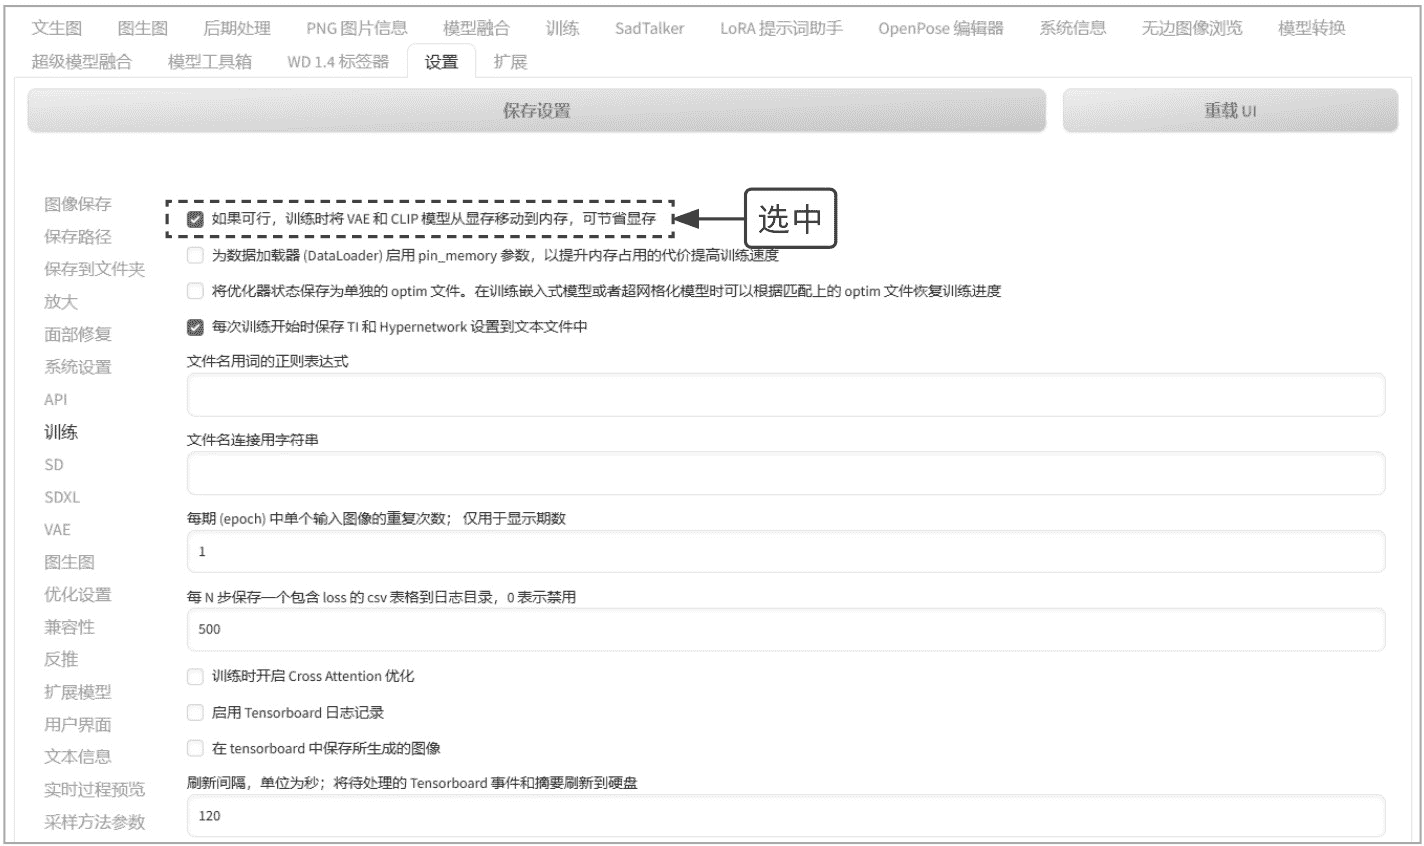 文生图 图生图 后期处理 PNG 图片信息 模型融合 训练 SadTalker LoRA 提示词助手 OpenPose 编辑器 系统信息 无边图像浏览 模型转换
超级模型融合 模型工具箱 WD 1.4 标签器 设置 扩展
保存设置 重载 UI
图像保存
保存路径
保存到文件夹
放大
面部修复
系统设置
API
训练
SD
SDXL
VAE
图生图
优化设置
兼容性
反推
扩展模型
用户界面
文本信息
实时过程预览
采样方法参数
如果可行，训练时将 VAE 和 CLIP 模型从显存移动到内存，可节省显存
选中
为数据加载器 (DataLoader) 启用 pin_memory 参数，以提升内存占用的代价提高训练速度
将优化器状态保存为单独的 optim 文件。在训练嵌入式模型或者超网格化模型时可以根据匹配上的 optim 文件恢复训练进度
每次训练开始时保存 TI 和 Hypernetwork 设置到文本文件中
文件名用词的正则表达式
文件名连接用字符串
每期 (epoch) 中单个输入图像的重复次数； 仅用于显示期数
1
每 N 步保存一个包含 loss 的 csv 表格到日志目录，0 表示禁用
500
训练时开启 Cross Attention 优化
启用 Tensorboard 日志记录
在 tensorboard 中保存所生成的图像
刷新间隔，单位为秒；将待处理的 Tensorboard 事件和摘要刷新到硬盘
120